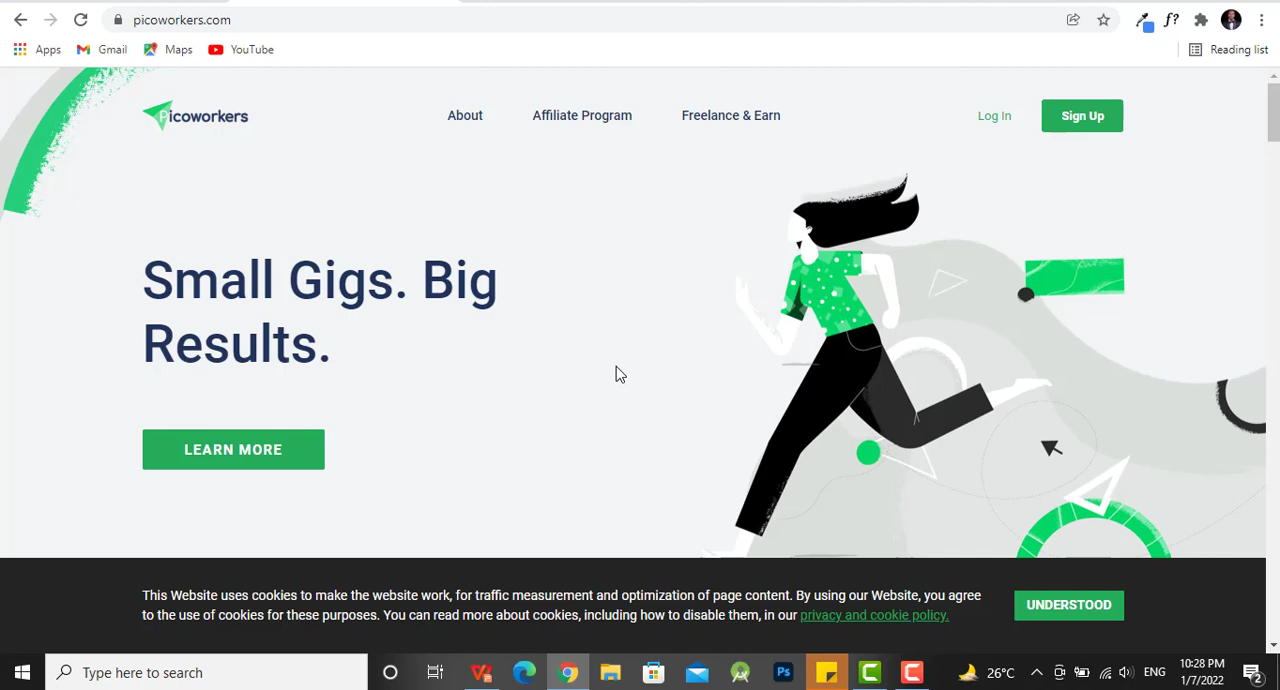 picoworkers.com
Apps Gmail Maps YouTube Reading list
Picoworkers About Affiliate Program Freelance & Earn Log In Sign Up
Small Gigs. Big
Results.
LEARN MORE
This Website uses cookies to make the website work, for traffic measurement and optimization of page content. By using our Website, you agree
to the use of cookies for these purposes. You can read more about cookies, including how to disable them, in our privacy and cookie policy.
UNDERSTOOD
Type here to search
Ps
26°C
ENG
10:28 PM
1/7/2022
2